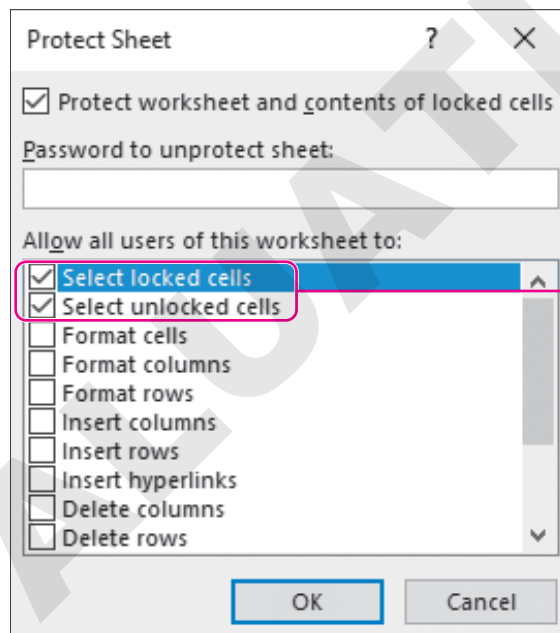 Protect Sheet ? ×
Protect worksheet and contents of locked cells
Password to unprotect sheet:
Allow all users of this worksheet to:
Select locked cells
Select unlocked cells
Format cells
Format columns
Format rows
Insert columns
Insert rows
Insert hyperlinks
Delete columns
Delete rows
OK Cancel